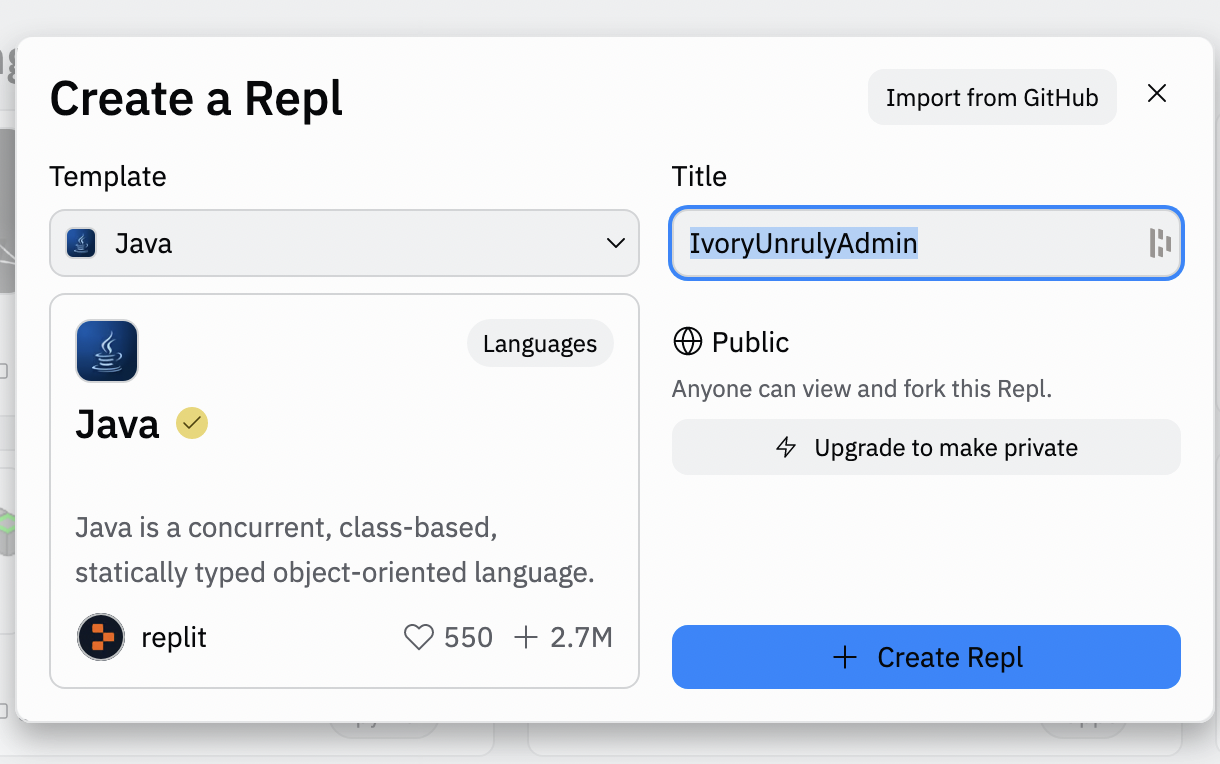 Create a Repl
Import from GitHub
Template
Java
Title
IvoryUnrulyAdmin
Languages
Java
Java is a concurrent, class-based,
statically typed object-oriented language.
replit
550
2.7M
Public
Anyone can view and fork this Repl.
Upgrade to make private
Create Repl